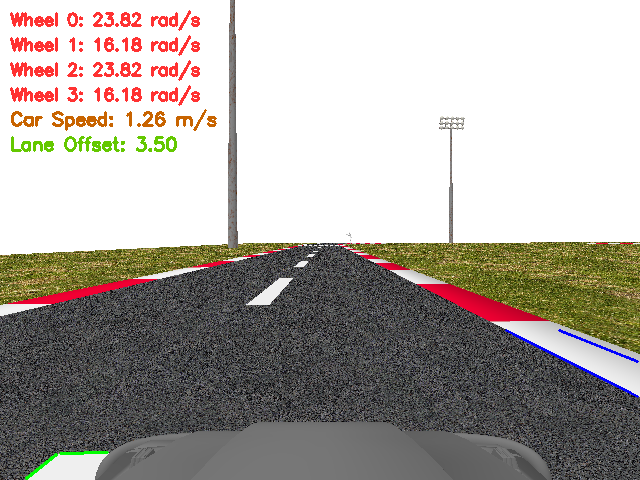 Wheel 0: 23.82 rad/s
Wheel 1: 16.18 rad/s
Wheel 2: 23.82 rad/s
Wheel 3: 16.18 rad/s
Car Speed: 1.26 m/s
Lane Offset: 3.50